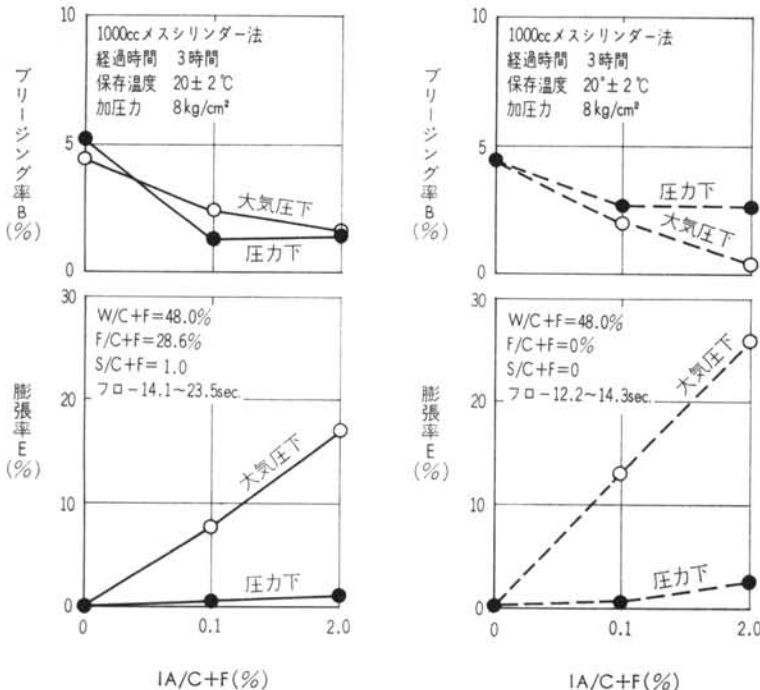 10
5
0
ブリージング率B
(%)
1000ccメスシリンダー法
経過時間 3時間
保存温度 20±2℃
加圧力 8kg/cm²
大気圧下
圧力下
30
20
10
0
膨張率E
(%)
W/C+F=48.0%
F/C+F=28.6%
S/C+F=1.0
フロー14.1~23.5sec.
大気圧下
圧力下
0
0.1
2.0
IA/C+F(%)
10
5
0
ブリージング率B
(%)
1000ccメスシリンダー法
経過時間 3時間
保存温度 20°±2℃
加圧力 8kg/cm²
圧力下
大気圧下
30
20
10
0
膨張率E
(%)
W/C+F=48.0%
F/C+F=0%
S/C+F=0
フロー12.2~14.3sec.
大気圧下
圧力下
0
0.1
2.0
IA/C+F(%)